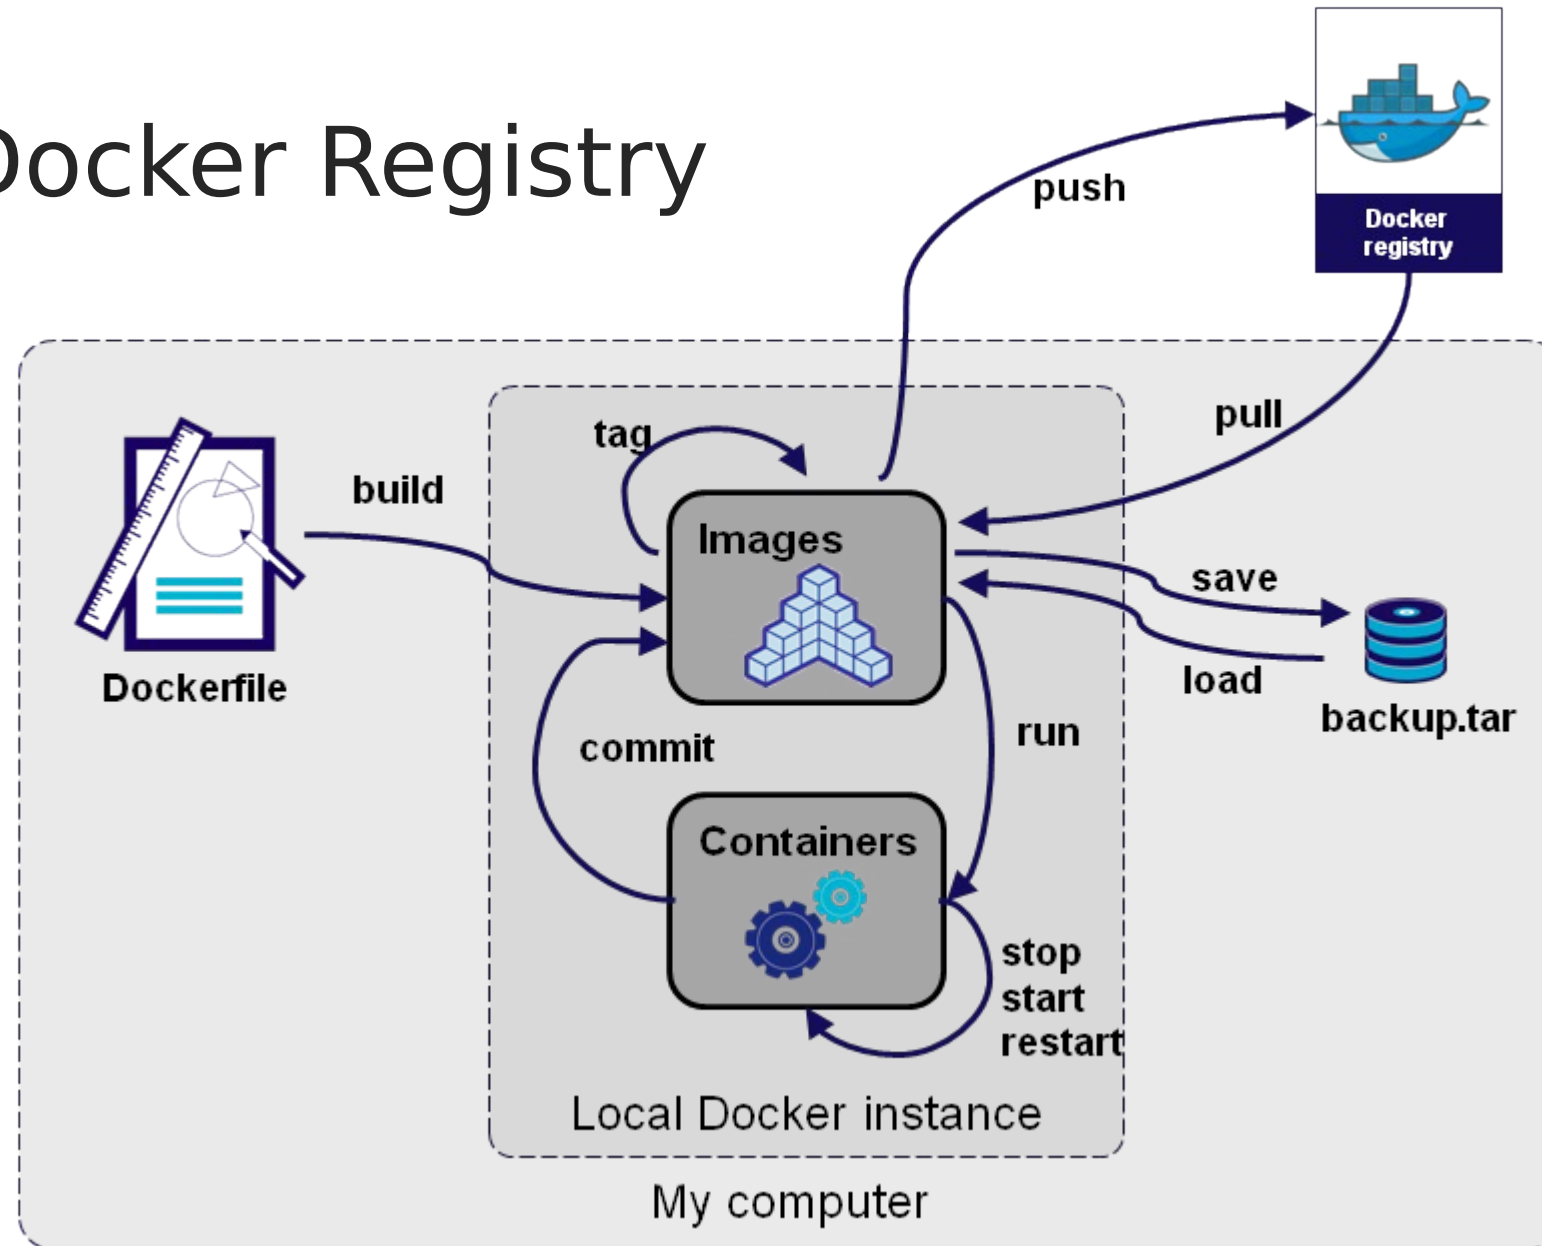 Docker Registry
push
Docker
registry
pull
tag
build
Images
save
load
Dockerfile
backup.tar
run
commit
Containers
stop
start
restart
Local Docker instance
My computer